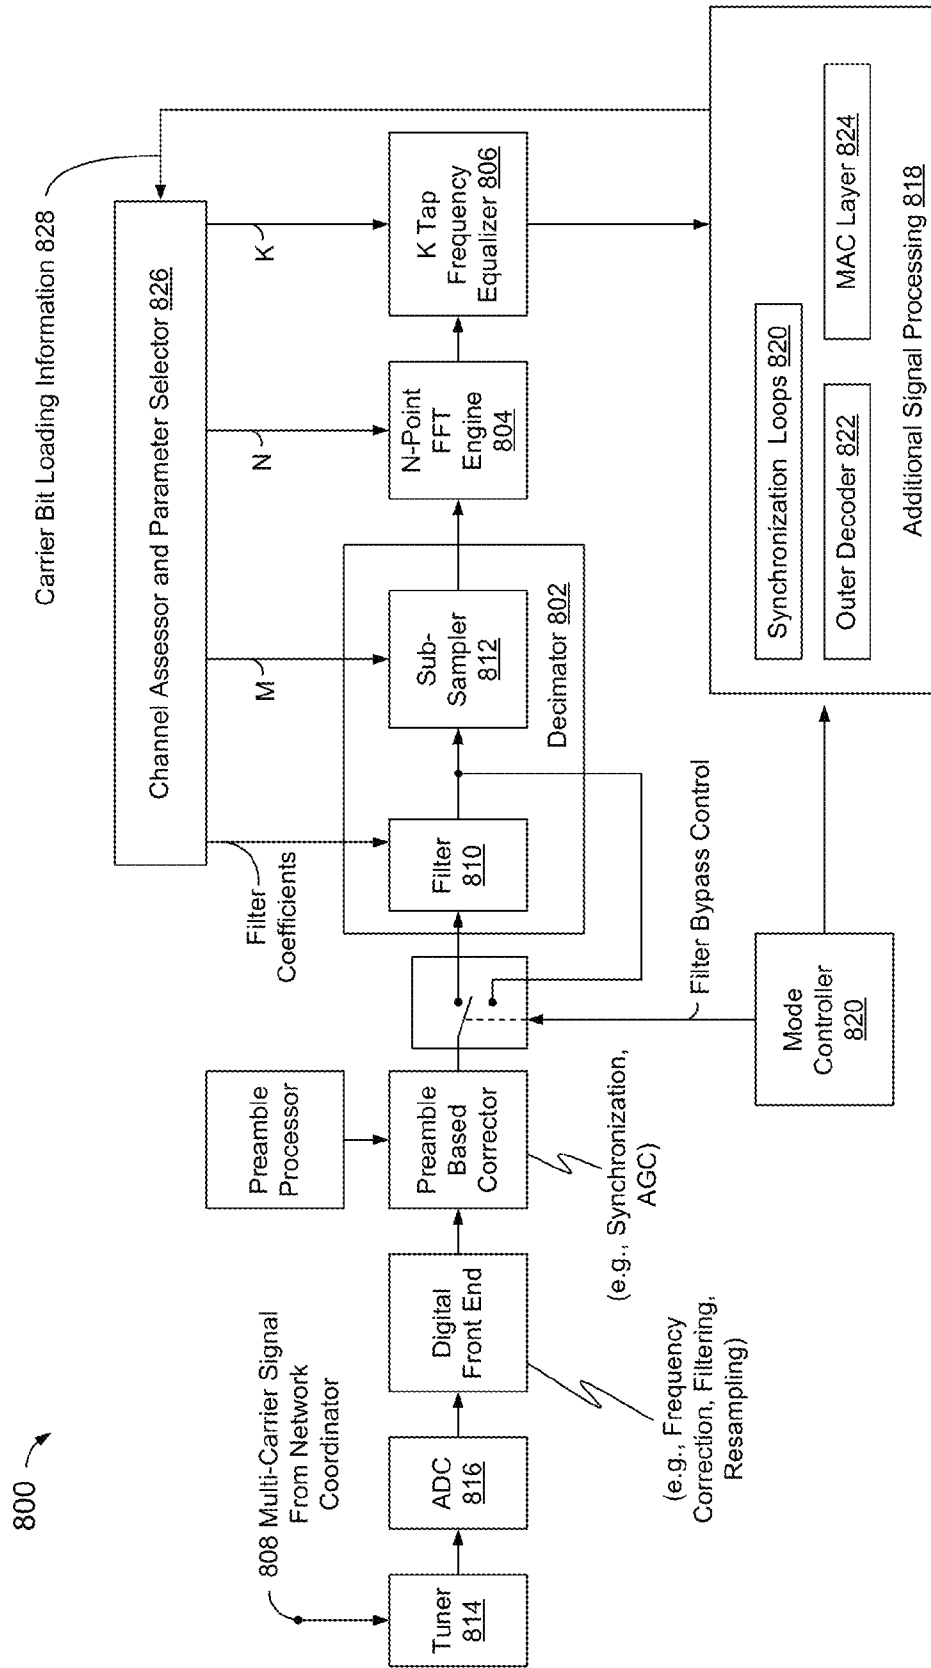 800
Carrier Bit Loading Information 828
Channel Assessor and Parameter Selector 826
Filter
Coefficients
M
N
K
808 Multi-Carrier Signal
From Network
Coordinator
Preamble
Processor
Tuner
814
ADC
816
Digital
Front End
Preamble
Based
Corrector
Filter
810
Sub-
Sampler
812
Decimator 802
N-Point
FFT
Engine
804
K Tap
Frequency
Equalizer 806
(e.g., Frequency
Correction, Filtering,
Resampling)
(e.g., Synchronization,
AGC)
Filter Bypass Control
Mode
Controller
820
Synchronization Loops 820
Outer Decoder 822
MAC Layer 824
Additional Signal Processing 818